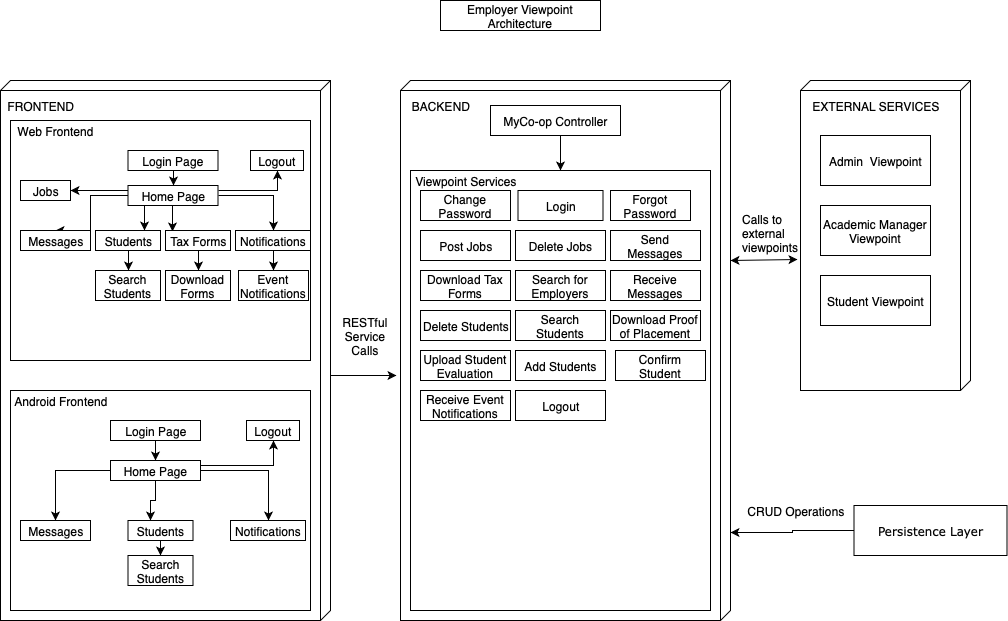 Employer Viewpoint
Architecture
FRONTEND
Web Frontend
Login Page
Logout
Jobs
Home Page
Messages
Students
Tax Forms
Notifications
Search
Students
Download
Forms
Event
Notifications
Android Frontend
Login Page
Logout
Home Page
Messages
Students
Notifications
Search
Students
RESTful
Service
Calls
BACKEND
MyCo-op Controller
Viewpoint Services
Change
Password
Login
Forgot
Password
Post Jobs
Delete Jobs
Send
Messages
Download Tax
Forms
Search for
Employers
Receive
Messages
Delete Students
Search
Students
Download Proof
of Placement
Upload Student
Evaluation
Add Students
Confirm
Student
Receive Event
Notifications
Logout
Calls to
external
viewpoints
EXTERNAL SERVICES
Admin Viewpoint
Academic Manager
Viewpoint
Student Viewpoint
CRUD Operations
Persistence Layer